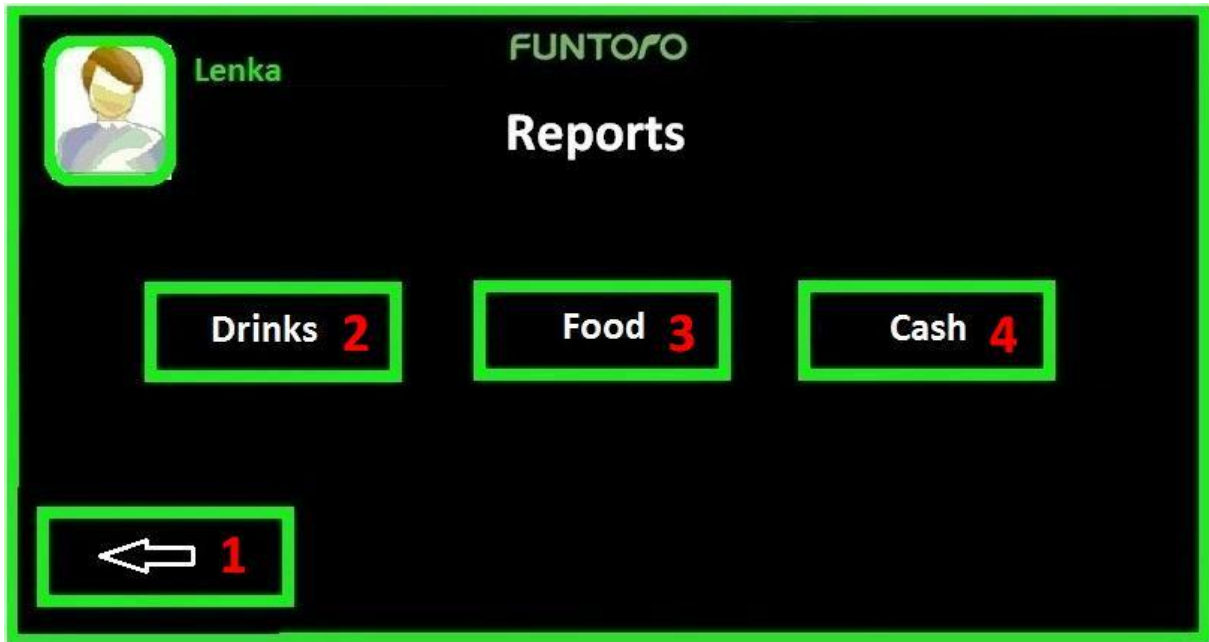 FUNTORO
Lenka
Reports
Drinks 2
Food 3
Cash 4
1